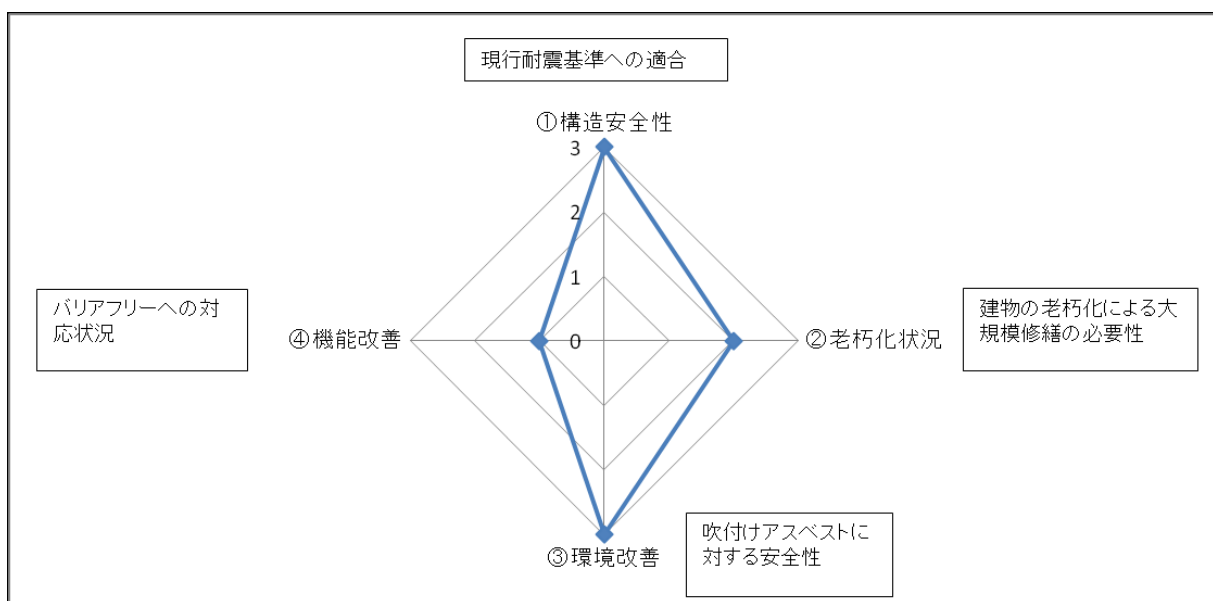 現行耐震基準への適合
①構造安全性
3
2
1
0
バリアフリーへの対
応状況
④機能改善
②老朽化状況
建物の老朽化による大
規模修繕の必要性
③環境改善
吹付けアスベストに
対する安全性